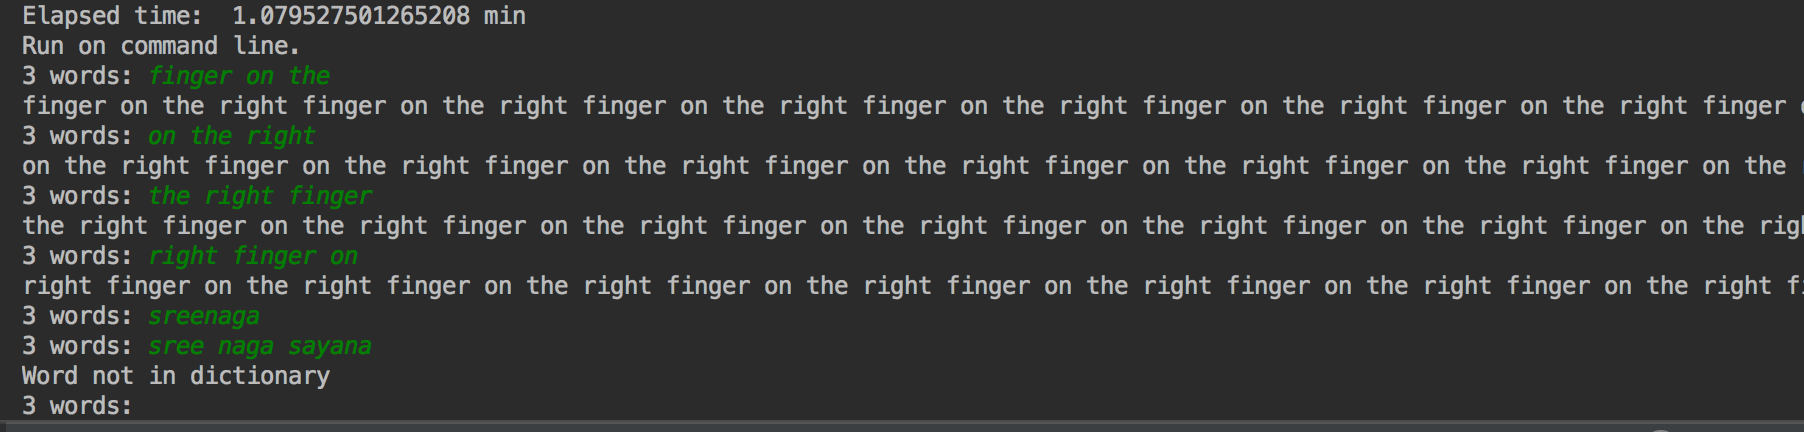 Elapsed time:  1.079527501265208 min
Run on command line.
3 words: finger on the
finger on the right finger on the right finger on the right finger on the right finger on the right finger on the right finger
3 words: on the right
on the right finger on the right finger on the right finger on the right finger on the right finger on the right finger on the
3 words: the right finger
the right finger on the right finger on the right finger on the right finger on the right finger on the right finger on the
3 words: right finger on
right finger on the right finger on the right finger on the right finger on the right finger on the right finger on the right
3 words: sreenaga
3 words: sree naga sayana
Word not in dictionary
3 words: